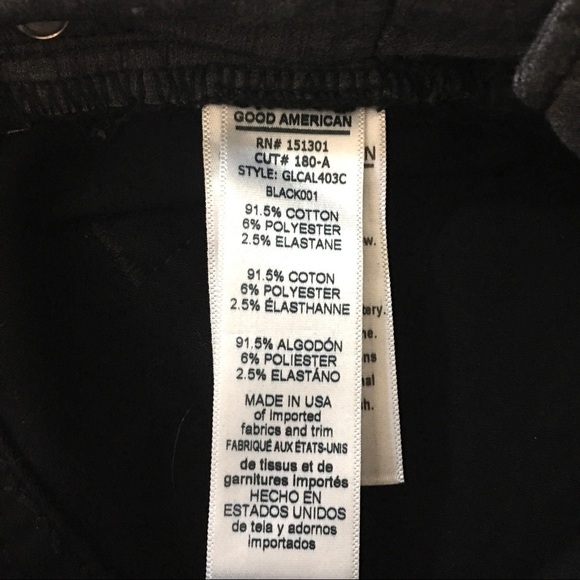 GOOD AMERICAN
RN# 151301
CUT# 180-A
STYLE: GLCAL403C
BLACK001
91.5% COTTON
6% POLYESTER
2.5% ELASTANE
91.5% COTON
6% POLYESTER
2.5% ÉLASTHANNE
91.5% ALGODÓN
6% POLIESTER
2.5% ELASTÁNO
MADE IN USA
of imported
fabrics and trim
FABRIQUÉ AUX ÉTATS-UNIS
de tissus et de
garnitures importés
HECHO EN
ESTADOS UNIDOS
de tela y adornos
importados